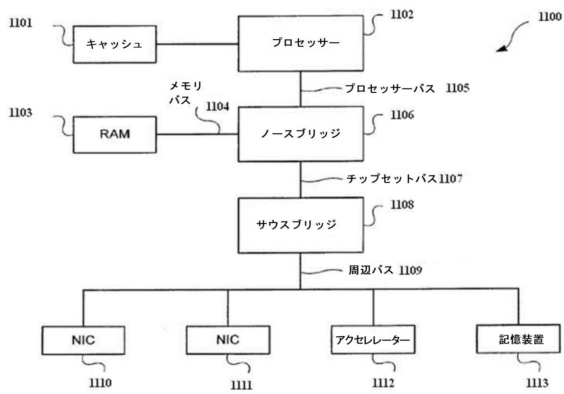 1101
キャッシュ
プロセッサー
1102
1100
プロセッサーバス
1105
メモリ
バス
1104
1103
RAM
ノースブリッジ
1106
チップセットバス1107
サウスブリッジ
1108
周辺バス 1109
NIC
NIC
アクセレレーター
記憶装置
1110
1111
1112
1113